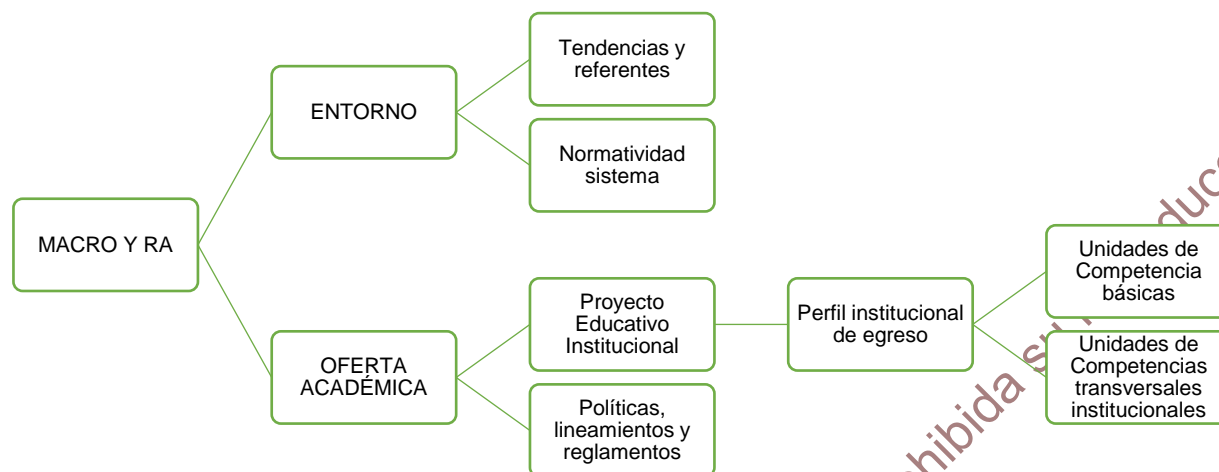 MACRO Y RA
ENTORNO
Tendencias y
referentes
Normatividad
sistema
OFERTA
ACADÉMICA
Proyecto
Educativo
Institucional
Políticas,
lineamientos y
reglamentos
Perfil institucional
de egreso
Unidades de
Competencia
básicas
Unidades de
Competencias
transversales
institucionales